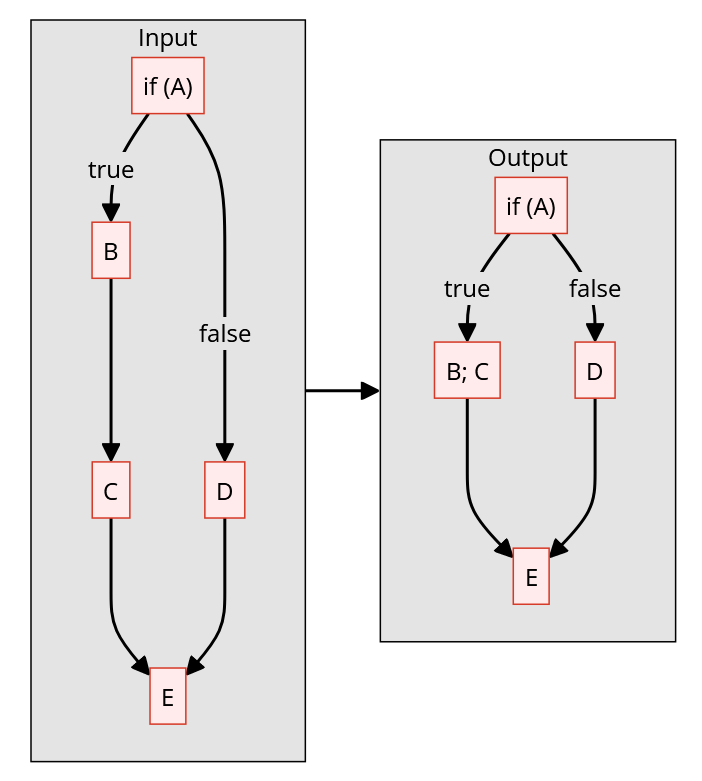 Input
if (A)
true
B
false
C
D
E
Output
if (A)
true
false
B; C
D
E